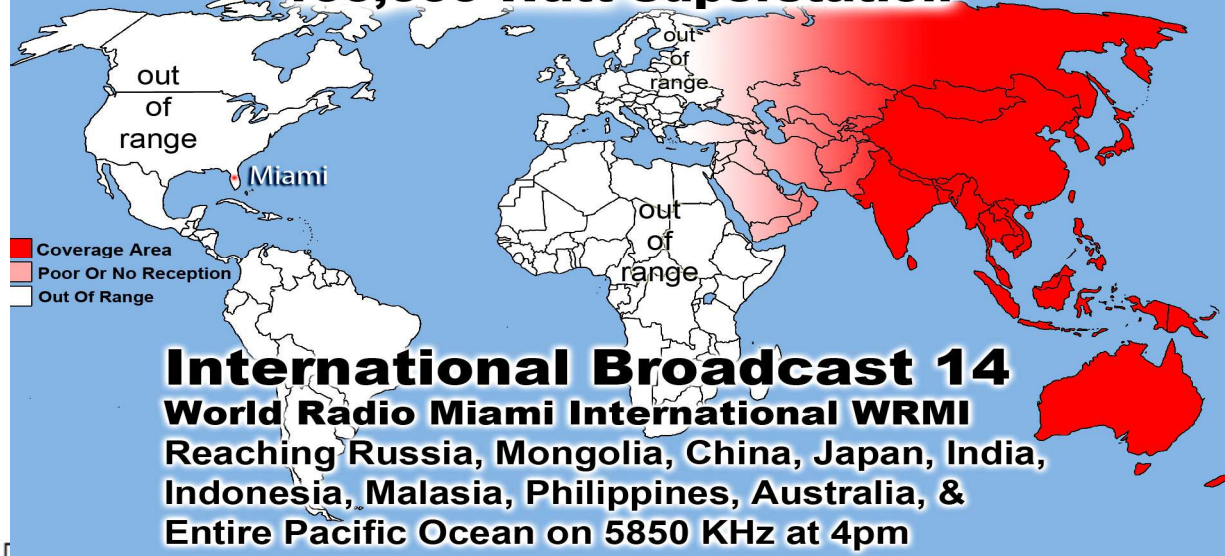 Watt Superstation
out
of
range
out
of
range
Miami
out
of
range
Coverage Area
Poor Or No Reception
Out Of Range
International Broadcast 14
World Radio Miami International WRMI
Reaching Russia, Mongolia, China, Japan, India,
Indonesia, Malasia, Philippines, Australia, &
Entire Pacific Ocean on 5850 KHz at 4pm